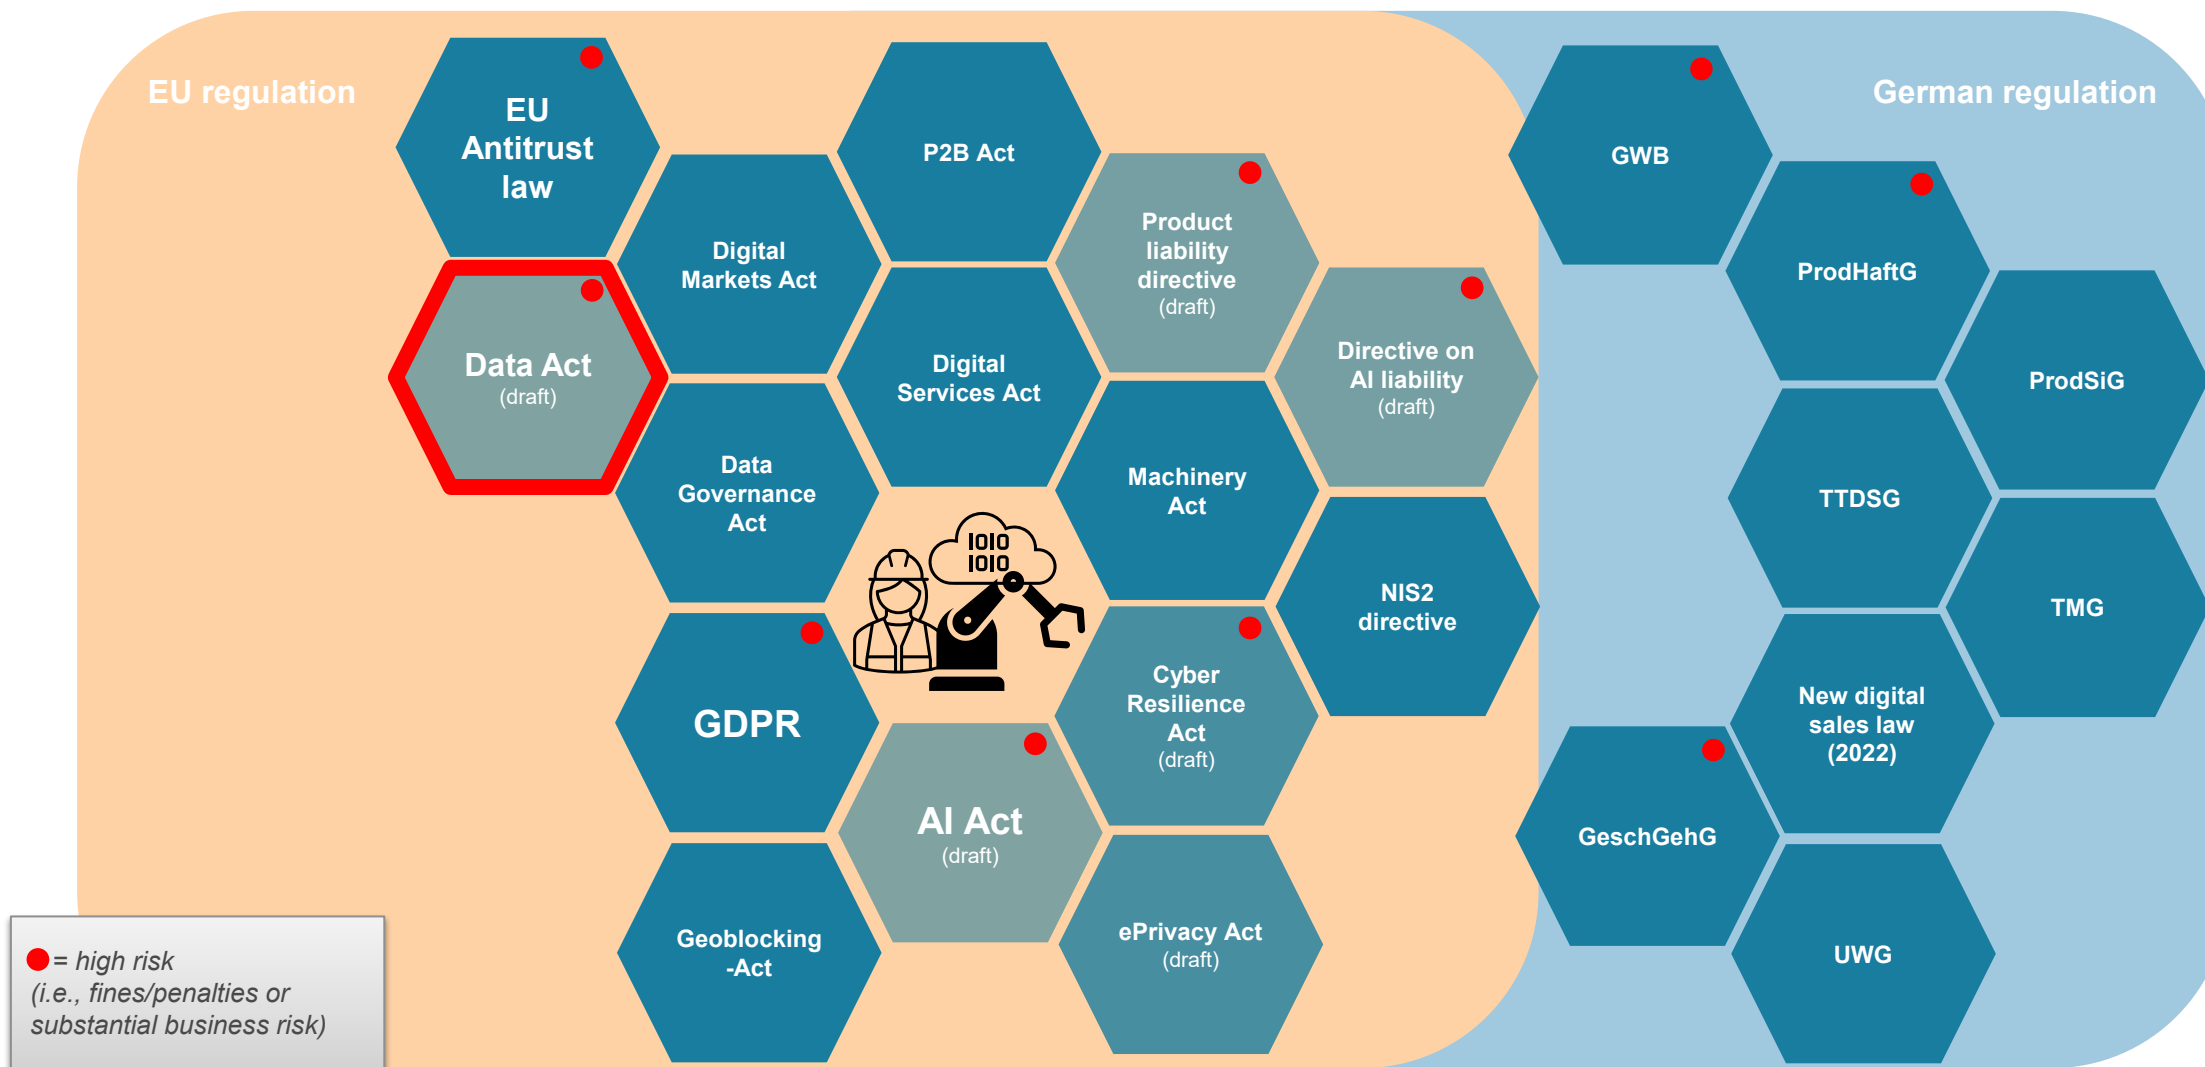 EU regulation
German regulation
EU
Antitrust
law
P2B Act
GWB
Digital
Markets Act
Product
liability
directive
(draft)
ProdHaftG
Data Act
(draft)
Digital
Services Act
Directive on
AI liability
(draft)
ProdSiG
Data
Governance
Act
Machinery
Act
TTDSG
IOIO
IOIO
NIS2
directive
TMG
GDPR
Cyber
Resilience
Act
(draft)
New digital
sales law
(2022)
AI Act
(draft)
GeschGehG
Geoblocking
-Act
ePrivacy Act
(draft)
UWG
= high risk
(i.e., fines/penalties or
substantial business risk)